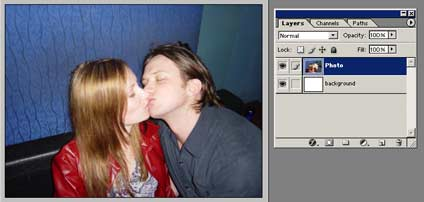 Layers Channels Paths
Normal Opacity: 100%
Lock: Fill: 100%
Photo
background